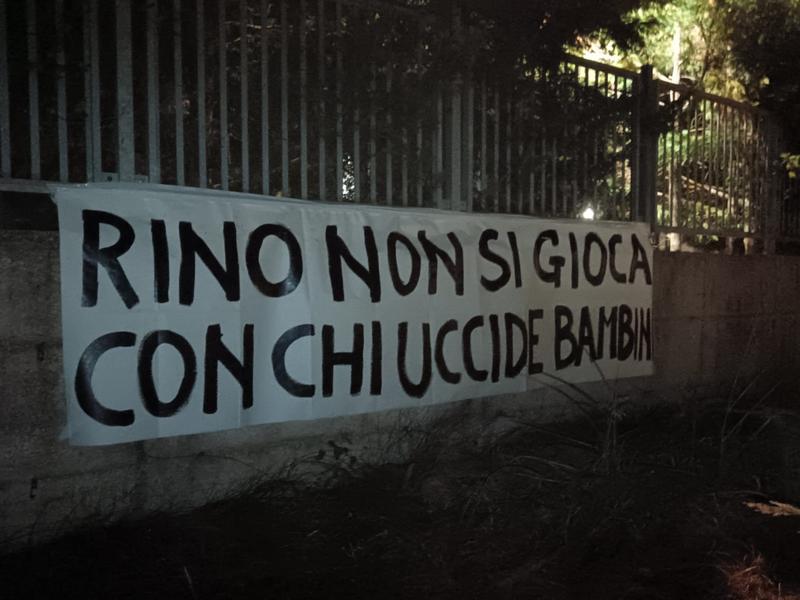 RINO NON SI GIOCA
CON CHI UCCIDE BAMBIN